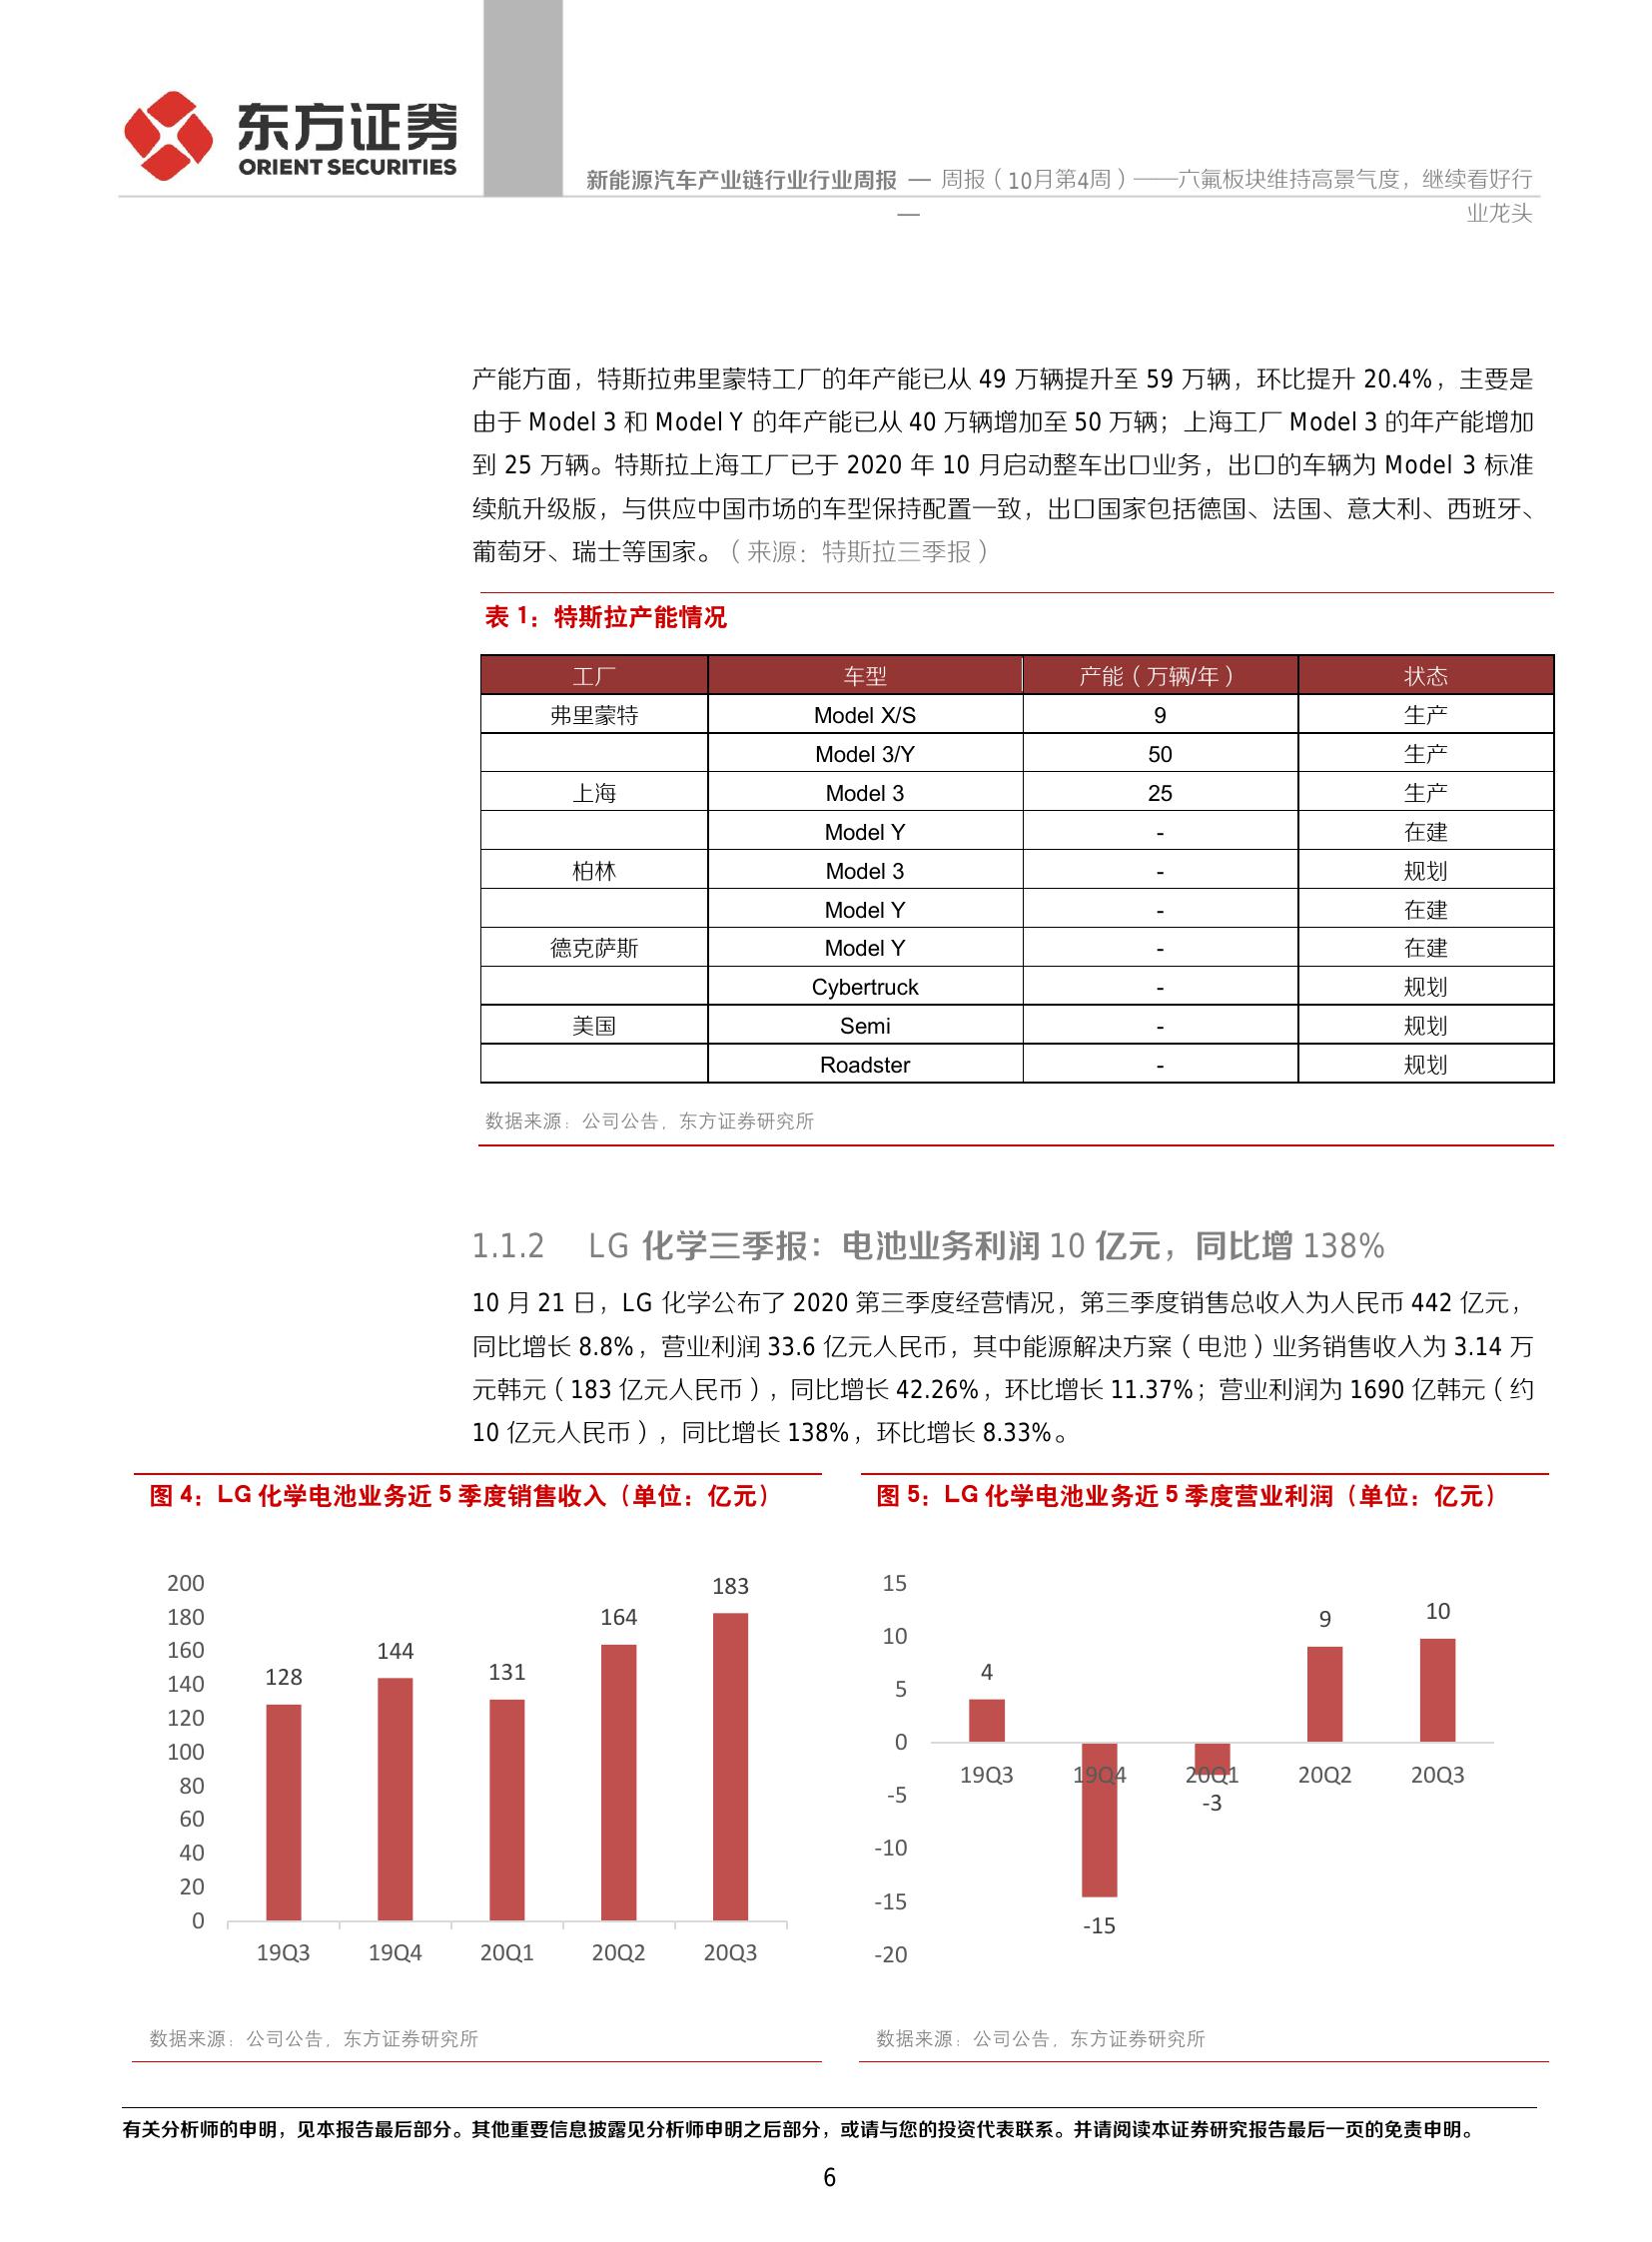 东方证券
ORIENT SECURITIES
新能源汽车产业链行业行业周报 — 周报（10月第4周）——六氟板块维持高景气度，继续看好行
— 业龙头
产能方面，特斯拉弗里蒙特工厂的年产能已从 49 万辆提升至 59 万辆，环比提升 20.4%，主要是
由于 Model 3 和 Model Y 的年产能已从 40 万辆增加至 50 万辆；上海工厂 Model 3 的年产能增加
到 25 万辆。特斯拉上海工厂已于 2020 年 10 月启动整车出口业务，出口的车辆为 Model 3 标准
续航升级版，与供应中国市场的车型保持配置一致，出口国家包括德国、法国、意大利、西班牙、
葡萄牙、瑞士等国家。（来源：特斯拉三季报）
表 1：特斯拉产能情况
工厂 车型 产能（万辆/年） 状态
弗里蒙特 Model X/S 9 生产
Model 3/Y 50 生产
上海 Model 3 25 生产
Model Y - 在建
柏林 Model 3 - 规划
Model Y - 在建
德克萨斯 Model Y - 在建
Cybertruck - 规划
美国 Semi - 规划
Roadster - 规划
数据来源：公司公告，东方证券研究所
1.1.2 LG 化学三季报：电池业务利润 10 亿元，同比增 138%
10 月 21 日，LG 化学公布了 2020 第三季度经营情况，第三季度销售总收入为人民币 442 亿元，
同比增长 8.8%，营业利润 33.6 亿元人民币，其中能源解决方案（电池）业务销售收入为 3.14 万
元韩元（183 亿元人民币），同比增长 42.26%，环比增长 11.37%；营业利润为 1690 亿韩元（约
10 亿元人民币），同比增长 138%，环比增长 8.33%。
图 4：LG 化学电池业务近 5 季度销售收入（单位：亿元）
200
180
160
140
120
100
80
60
40
20
0
128
144
131
164
183
19Q3 19Q4 20Q1 20Q2 20Q3
数据来源：公司公告，东方证券研究所
图 5：LG 化学电池业务近 5 季度营业利润（单位：亿元）
15
10
5
0
-5
-10
-15
-20
4
-15
-3
9
10
19Q3 19Q4 20Q1 20Q2 20Q3
数据来源：公司公告，东方证券研究所
有关分析师的申明，见本报告最后部分。其他重要信息披露见分析师申明之后部分，或请与您的投资代表联系。并请阅读本证券研究报告最后一页的免责申明。
6